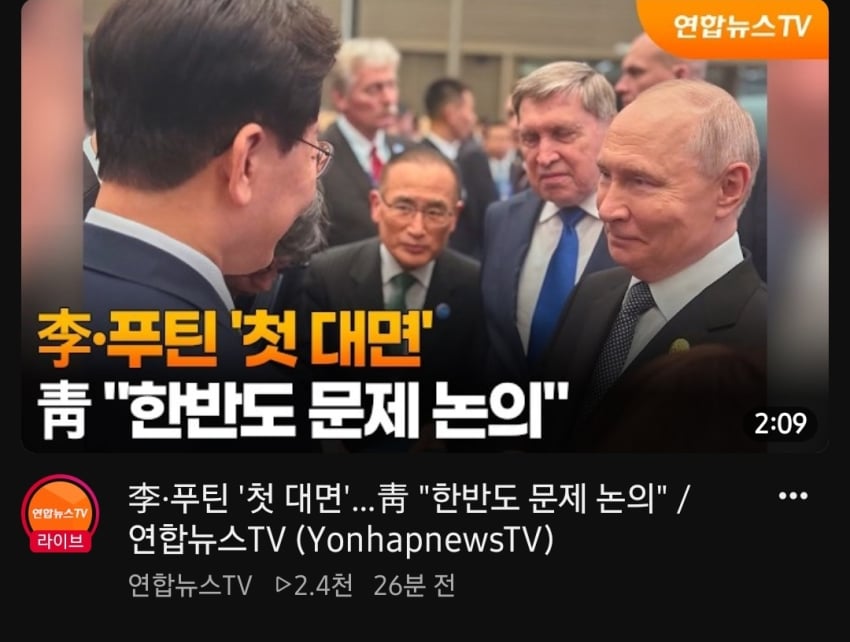 연합뉴스TV
李·푸틴 '첫 대면'
靑 "한반도 문제 논의"
2:09
연합뉴스TV
라이브
李·푸틴 '첫 대면'...靑 "한반도 문제 논의" /
연합뉴스TV (YonhapnewsTV)
연합뉴스TV ▷2.4천 26분 전